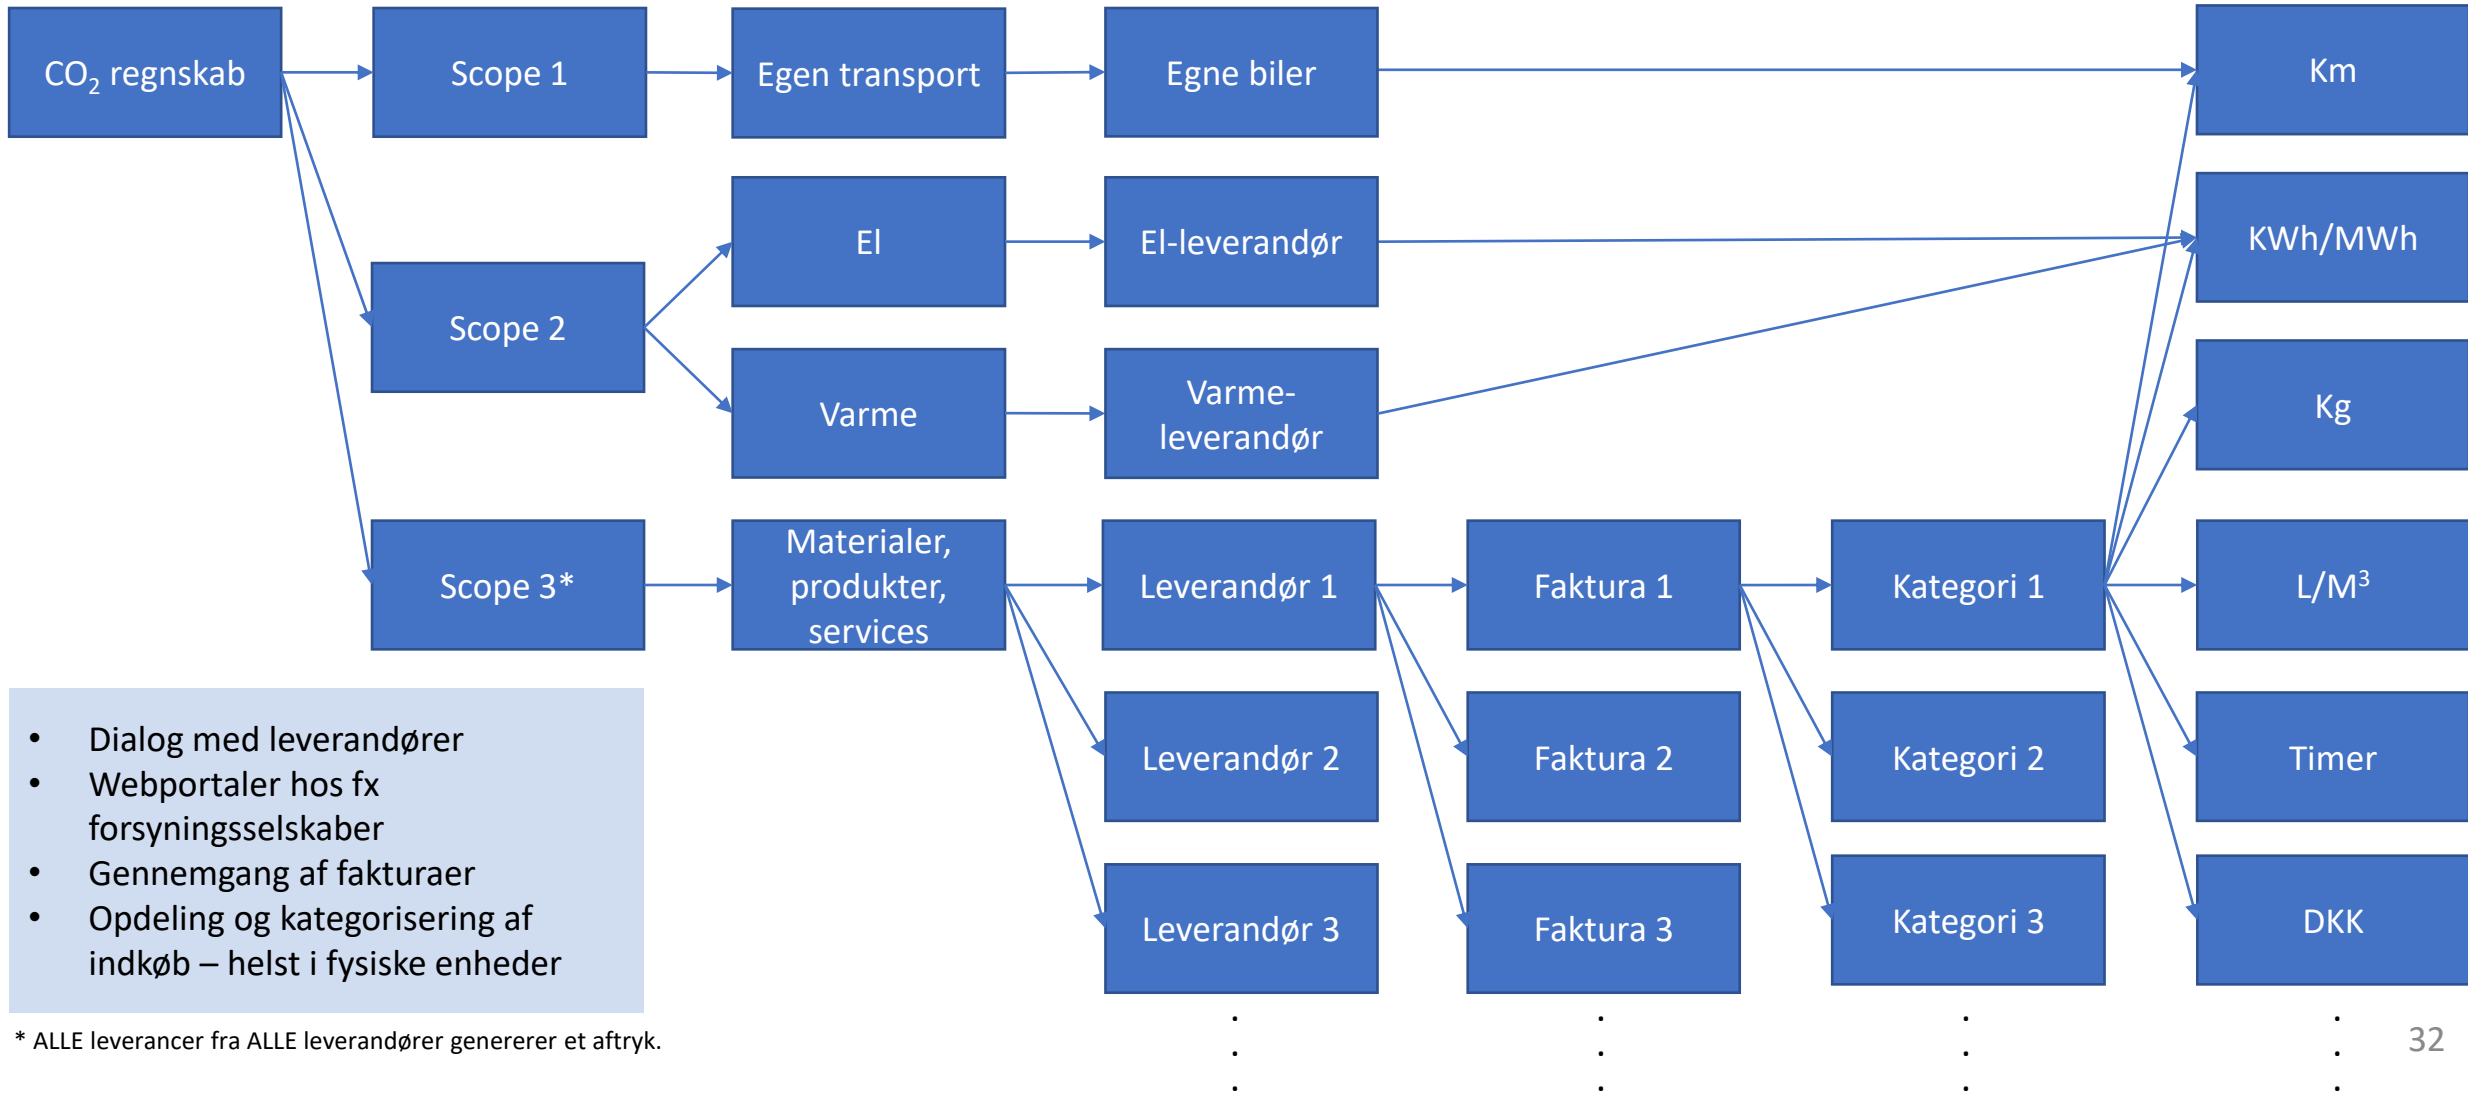 CO₂ regnskab
Scope 1
Egen transport
Egne biler
Km
El
El-leverandør
KWh/MWh
Scope 2
Varme
Varme-
leverandør
Kg
Scope 3*
Materialer,
produkter,
services
Leverandør 1
Faktura 1
Kategori 1
L/M³
Leverandør 2
Faktura 2
Kategori 2
Timer
Leverandør 3
Faktura 3
Kategori 3
DKK
• Dialog med leverandører
• Webportaler hos fx
forsyningsselskaber
• Gennemgang af fakturaer
• Opdeling og kategorisering af
indkøb – helst i fysiske enheder
* ALLE leverancer fra ALLE leverandører genererer et aftryk.
32